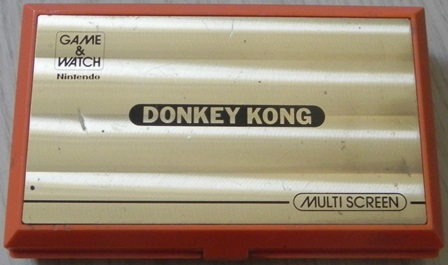 GAME
&
WATCH
Nintendo
DONKEY KONG
MULTI SCREEN